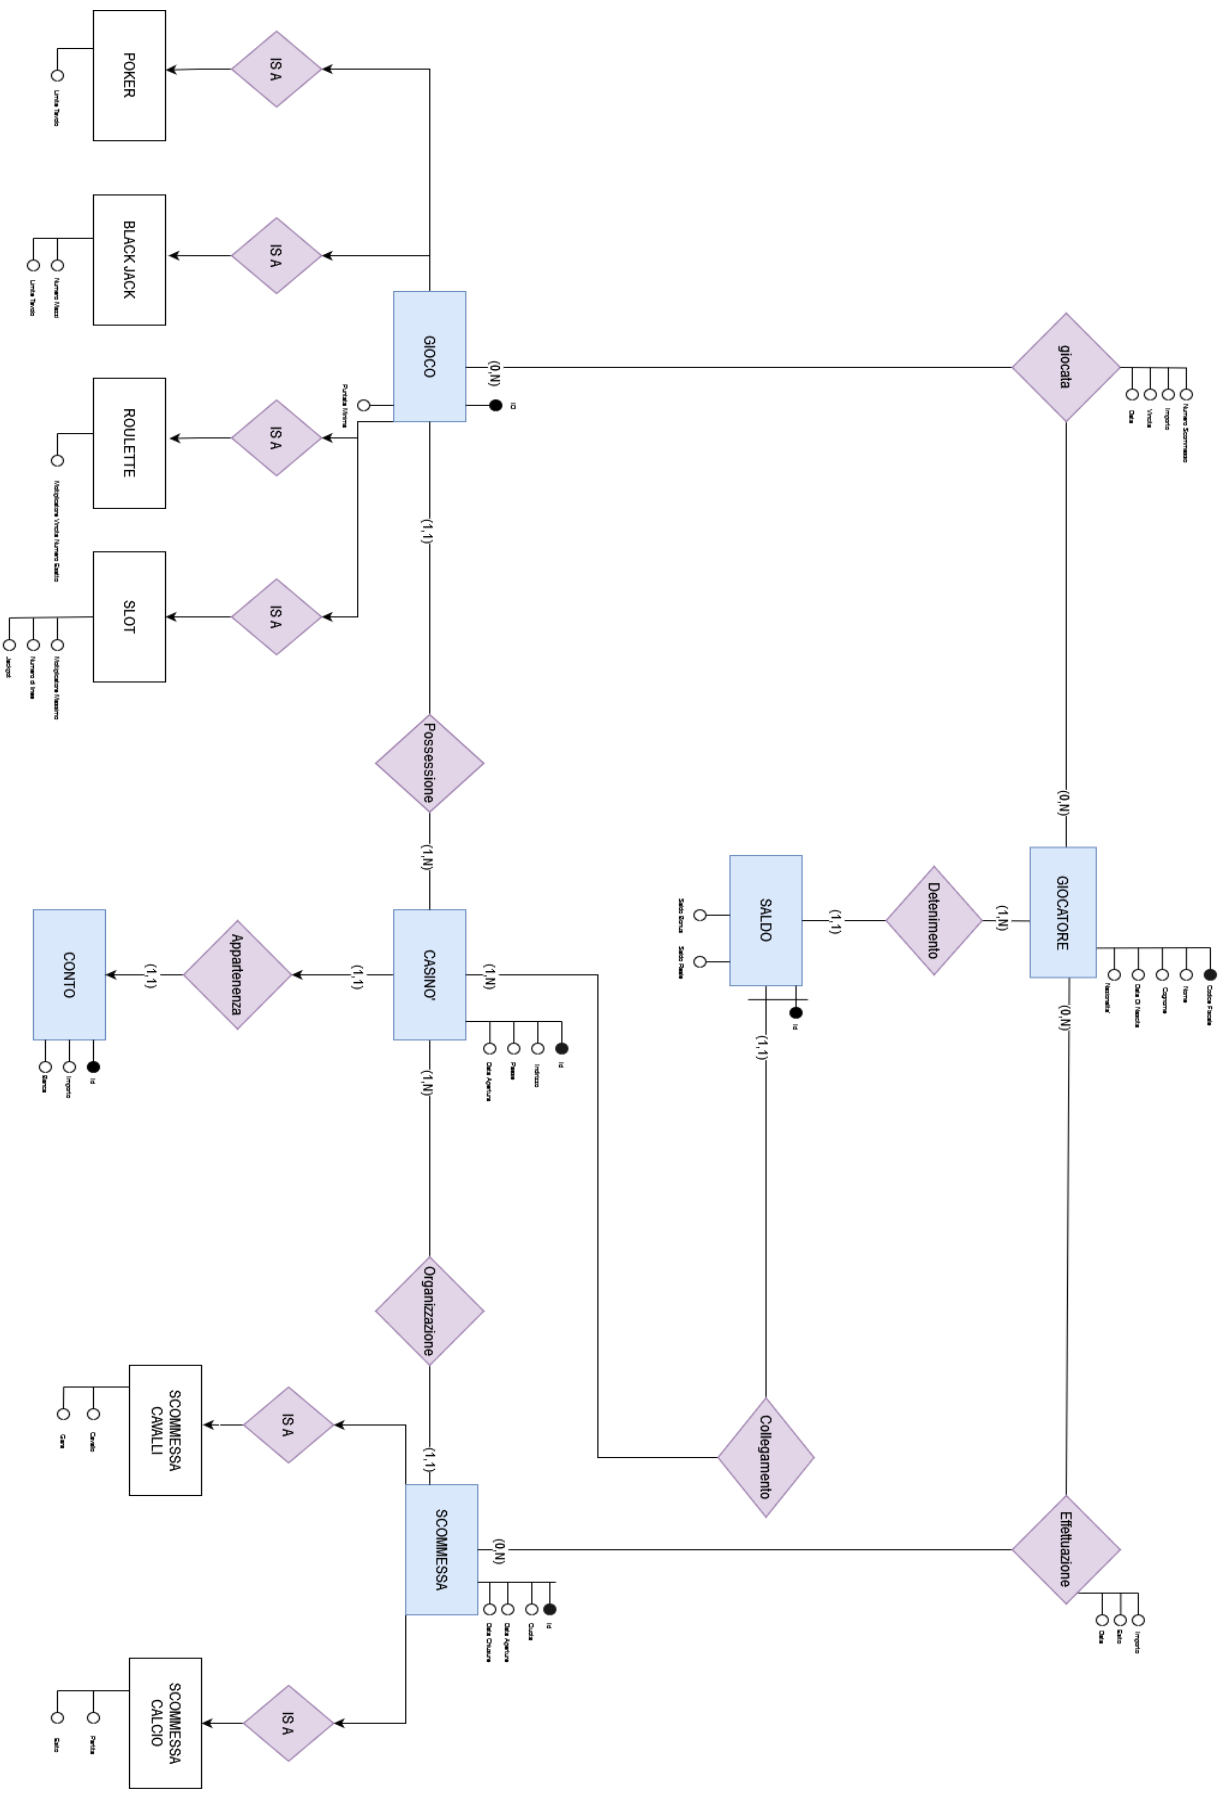 Numero Scommesse
Importo
Vincita
Data
giocata
(0,N)
GIOCATORE
Codice Fiscale
Nome
Cognome
Data Di Nascita
Nazionalita'
(0,N)
Effettuazione
Importo
Esito
Data
(1,N)
Detenimento
(1,1)
SALDO
Saldo Bonus
Saldo Reale
Id
(1,1)
Collegamento
(0,N)
ID
GIOCO
Puntata Minima
(1,1)
Possessione
(1,N)
CASINO'
(1,N)
Id
Indirizzo
Paese
Data Apertura
(1,N)
Organizzazione
(1,1)
SCOMMESSA
(0,N)
Id
Quota
Data Apertura
Data Chiusura
(1,1)
Appartenenza
(1,1)
CONTO
Id
Importo
Banca
IS A
IS A
IS A
IS A
IS A
IS A
POKER
Limite Tavolo
BLACK JACK
Numero Mazzi
Limite Tavolo
ROULETTE
Moltiplicatore Vincita Numero Esatto
SLOT
Moltiplicatore Massimo
Numero di linee
Jackpot
SCOMMESSA
CAVALLI
Cavallo
Gara
SCOMMESSA
CALCIO
Partita
Esito